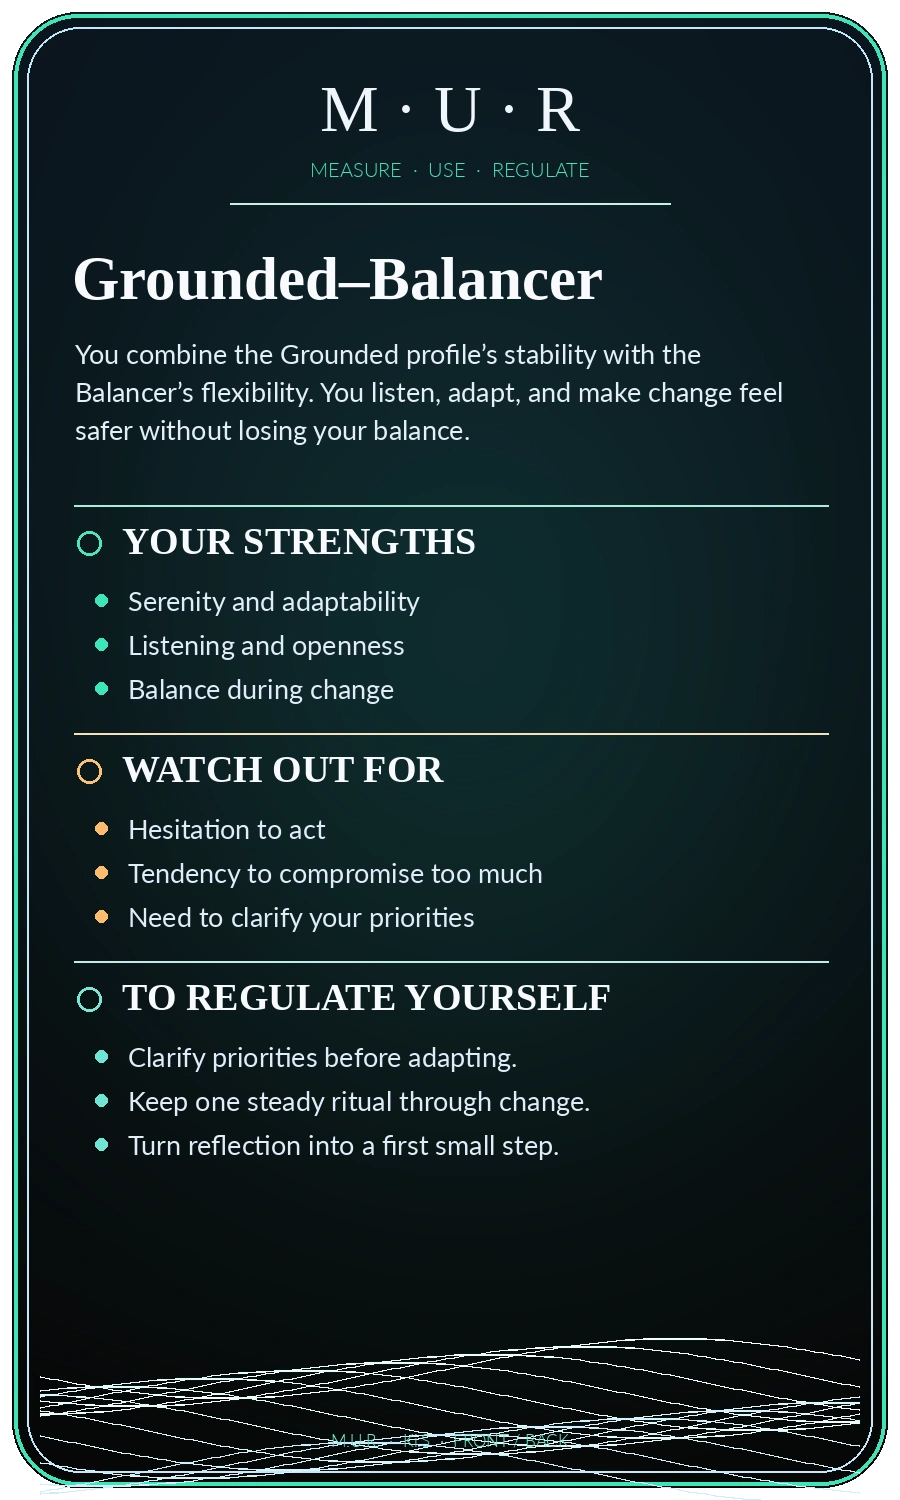 M · U · R
MEASURE · USE · REGULATE
Grounded–Balancer
You combine the Grounded profile’s stability with the
Balancer’s flexibility. You listen, adapt, and make change feel
safer without losing your balance.
YOUR STRENGTHS
Serenity and adaptability
Listening and openness
Balance during change
WATCH OUT FOR
Hesitation to act
Tendency to compromise too much
Need to clarify your priorities
TO REGULATE YOURSELF
Clarify priorities before adapting.
Keep one steady ritual through change.
Turn reflection into a first small step.
M.U.R. · · FRONT / BACK